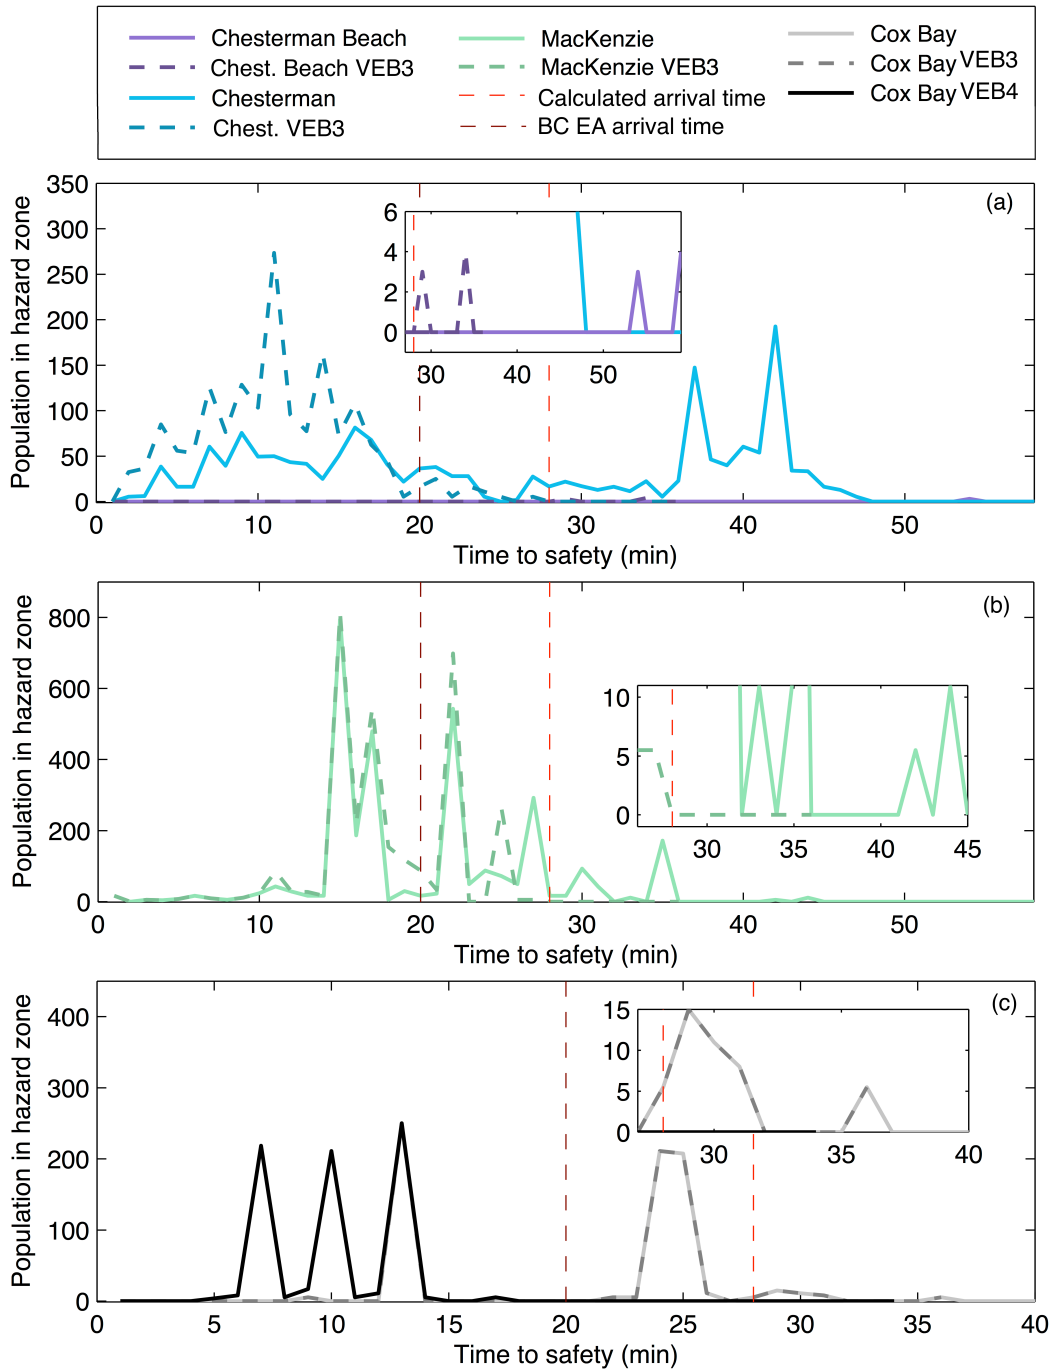 Chesterman Beach
Chest. Beach VEB3
Chesterman
Chest. VEB3
MacKenzie
MacKenzie VEB3
Calculated arrival time
BC EA arrival time
Cox Bay
Cox Bay VEB3
Cox Bay VEB4
(a)
Population in hazard zone
350
300
250
200
150
100
50
0
0 10 20 30 40 50
Time to safety (min)
6
4
2
0
30 40 50
(b)
Population in hazard zone
800
600
400
200
0
0 10 20 30 40 50
Time to safety (min)
10
5
0
30 35 40 45
(c)
Population in hazard zone
400
300
200
100
0
0 5 10 15 20 25 30 35 40
Time to safety (min)
15
10
5
0
30 36 40